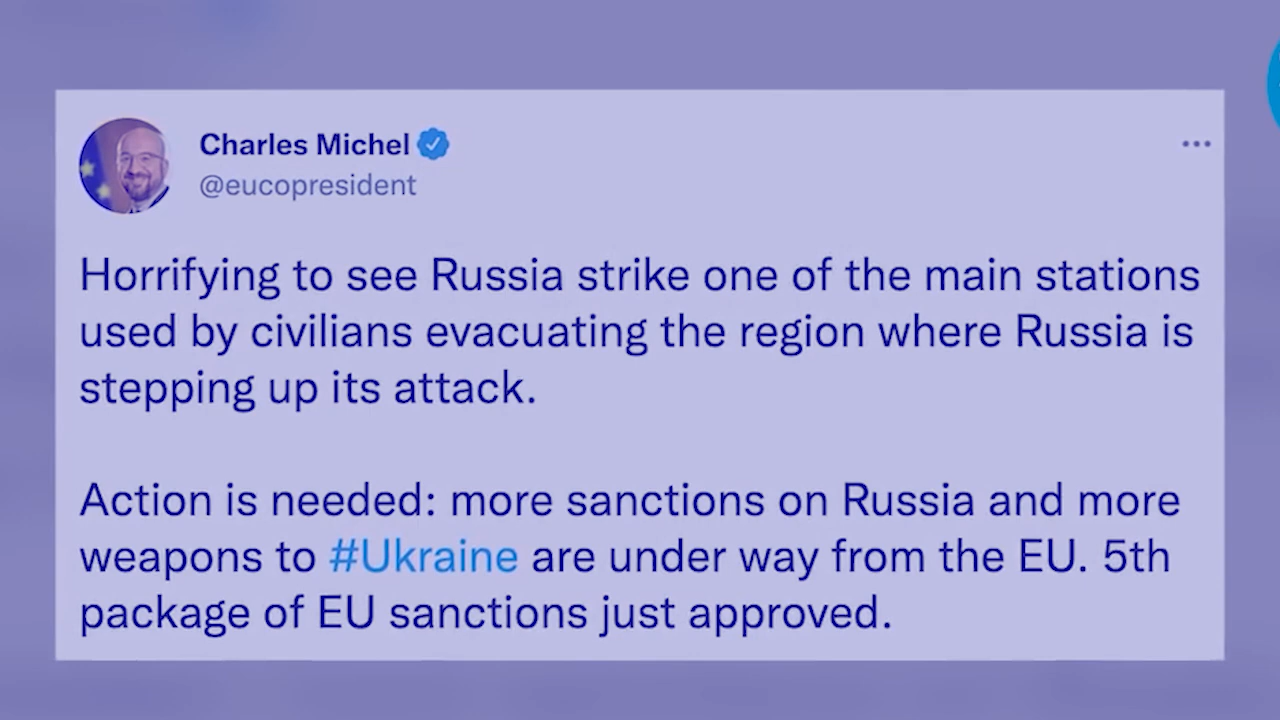 Charles Michel
@eucopresident
Horrifying to see Russia strike one of the main stations
used by civilians evacuating the region where Russia is
stepping up its attack.
Action is needed: more sanctions on Russia and more
weapons to #Ukraine are under way from the EU. 5th
package of EU sanctions just approved.